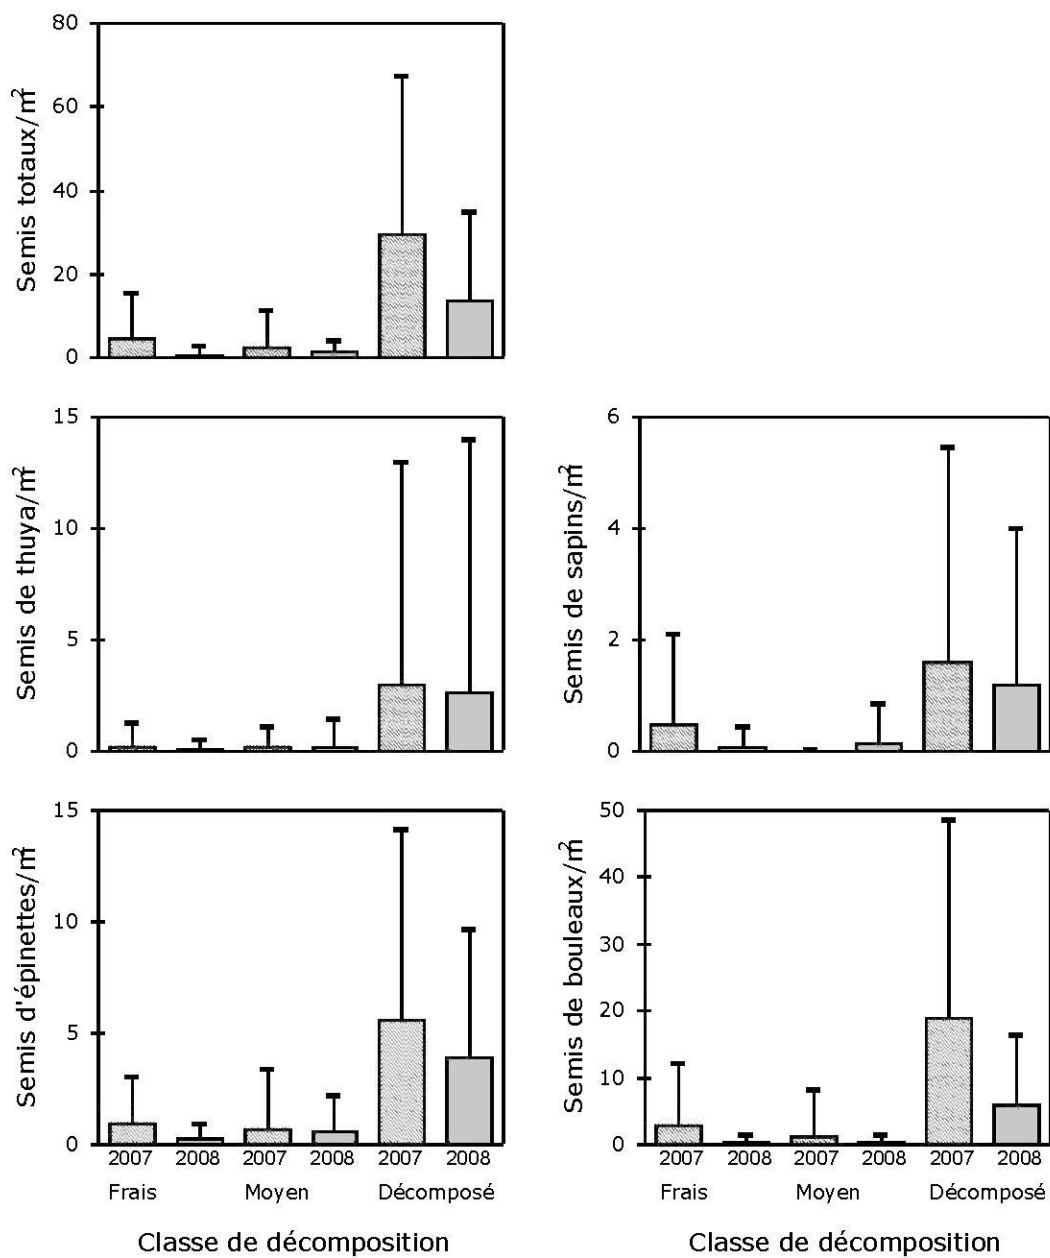 Semis totaux/m²
80
60
40
20
0
Semis de thuya/m²
15
10
5
0
Semis de sapins/m²
6
4
2
0
Semis d'épinettes/m²
15
10
5
0
2007 2008 2007 2008 2007 2008
Frais Moyen Décomposé
Classe de décomposition
Semis de bouleaux/m²
50
40
30
20
10
0
2007 2008 2007 2008 2007 2008
Frais Moyen Décomposé
Classe de décomposition